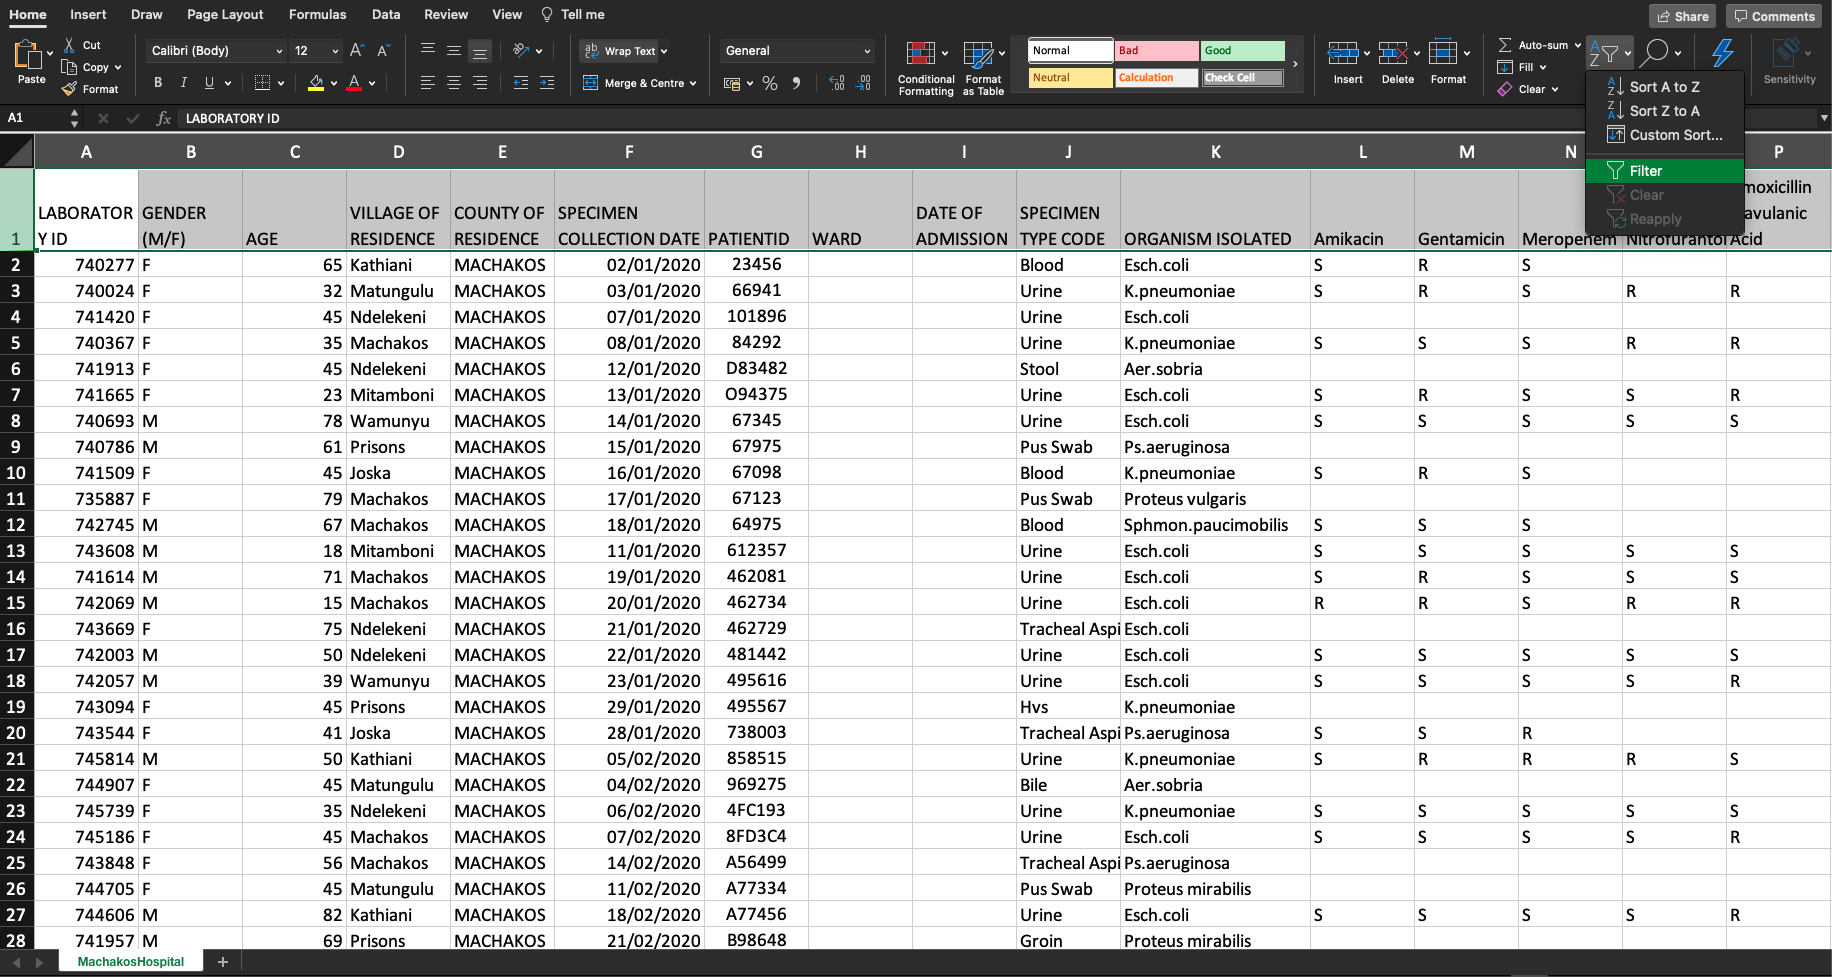 Home Insert Draw Page Layout Formulas Data Review View Tell me Share Comments
Paste Cut Copy Format
Calibri (Body) 12
B I U
Wrap Text
Merge & Centre
General
Conditional Formatting
Format as Table
Normal Bad Good
Neutral Calculation Check Cell
Insert Delete Format
Auto-sum
Fill
Clear
Sensitivity
Sort A to Z
Sort Z to A
Custom Sort...
Filter
Clear
Reapply
A1 fx LABORATORY ID
A B C D E F G H I J K L M N P
1 LABORATORY ID GENDER (M/F) AGE VILLAGE OF RESIDENCE COUNTY OF RESIDENCE SPECIMEN COLLECTION DATE PATIENTID WARD DATE OF ADMISSION SPECIMEN TYPE CODE ORGANISM ISOLATED Amikacin Gentamicin Meropenem Nitrofurantoi moxicillin avulanic Acid
2 740277 F 65 Kathiani MACHAKOS 02/01/2020 23456 Blood Esch.coli S R S
3 740024 F 32 Matungulu MACHAKOS 03/01/2020 66941 Urine K.pneumoniae S R S R R
4 741420 F 45 Ndelekeni MACHAKOS 07/01/2020 101896 Urine Esch.coli
5 740367 F 35 Machakos MACHAKOS 08/01/2020 84292 Urine K.pneumoniae S S S R R
6 741913 F 45 Ndelekeni MACHAKOS 12/01/2020 D83482 Stool Aer.sobria
7 741665 F 23 Mitamboni MACHAKOS 13/01/2020 O94375 Urine Esch.coli S R S S R
8 740693 M 78 Wamunyu MACHAKOS 14/01/2020 67345 Urine Esch.coli S S S S S
9 740786 M 61 Prisons MACHAKOS 15/01/2020 67975 Pus Swab Ps.aeruginosa
10 741509 F 45 Joska MACHAKOS 16/01/2020 67098 Blood K.pneumoniae S R S
11 735887 F 79 Machakos MACHAKOS 17/01/2020 67123 Pus Swab Proteus vulgaris
12 742745 M 67 Machakos MACHAKOS 18/01/2020 64975 Blood Sphmon.paucimobilis S S S
13 743608 M 18 Mitamboni MACHAKOS 11/01/2020 612357 Urine Esch.coli S S S S S
14 741614 M 71 Machakos MACHAKOS 19/01/2020 462081 Urine Esch.coli S R S S S
15 742069 M 15 Machakos MACHAKOS 20/01/2020 462734 Urine Esch.coli R R S R R
16 743669 F 75 Ndelekeni MACHAKOS 21/01/2020 462729 Tracheal Aspi Esch.coli
17 742003 M 50 Ndelekeni MACHAKOS 22/01/2020 481442 Urine Esch.coli S S S S S
18 742057 M 39 Wamunyu MACHAKOS 23/01/2020 495616 Urine Esch.coli S S S S R
19 743094 F 45 Prisons MACHAKOS 29/01/2020 495567 Hvs K.pneumoniae
20 743544 F 41 Joska MACHAKOS 28/01/2020 738003 Tracheal Aspi Ps.aeruginosa S S R
21 745814 M 50 Kathiani MACHAKOS 05/02/2020 858515 Urine K.pneumoniae S R R R S
22 744907 F 45 Matungulu MACHAKOS 04/02/2020 969275 Bile Aer.sobria
23 745739 F 35 Ndelekeni MACHAKOS 06/02/2020 4FC193 Urine K.pneumoniae S S S S S
24 745186 F 45 Machakos MACHAKOS 07/02/2020 8FD3C4 Urine Esch.coli S S S S R
25 743848 F 56 Machakos MACHAKOS 14/02/2020 A56499 Tracheal Aspi Ps.aeruginosa
26 744705 F 45 Matungulu MACHAKOS 11/02/2020 A77334 Pus Swab Proteus mirabilis
27 744606 M 82 Kathiani MACHAKOS 18/02/2020 A77456 Urine Esch.coli S S S S R
28 741957 M 69 Prisons MACHAKOS 21/02/2020 B98648 Groin Proteus mirabilis
MachakosHospital +